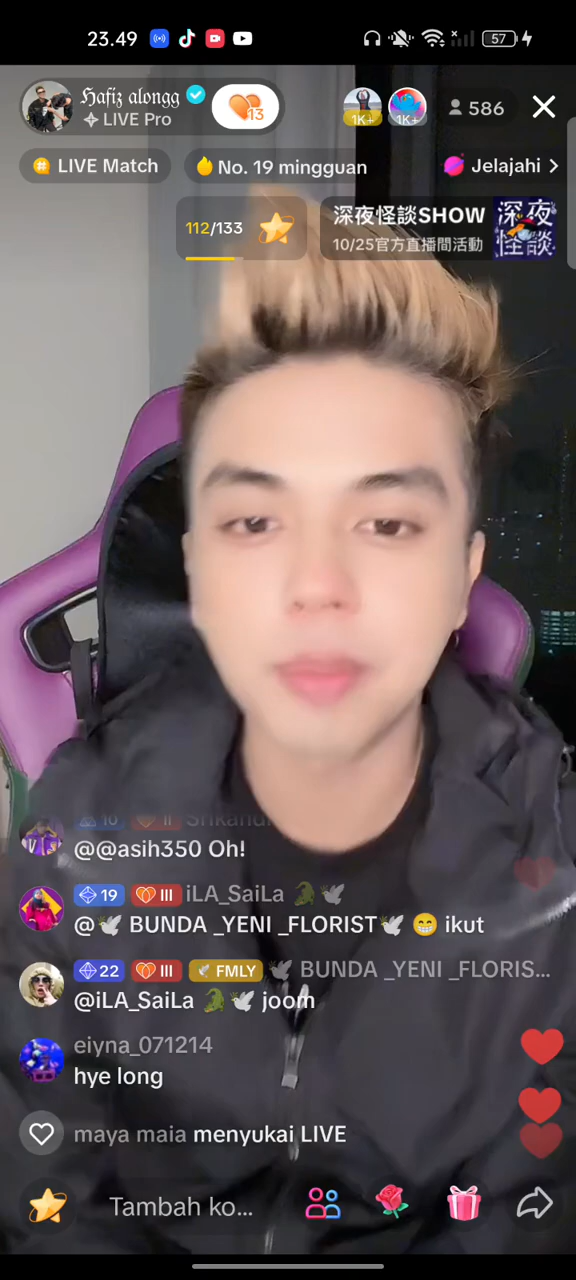 23.49
57
Hafiz alongg
LIVE Pro
13
1K+
1K+
586
LIVE Match
No. 19 mingguan
Jelajahi
112/133
深夜怪談SHOW
10/25官方直播間活動
深夜
怪談
@@asih350 Oh!
19 III iLA_SaiLa 🐊🕊
@🕊 BUNDA _YENI _FLORIST🕊 😁 ikut
22 III FMLY 🕊 BUNDA _YENI _FLORIS...
@iLA_SaiLa 🐊🕊 joom
eiyna_071214
hye long
maya maia menyukai LIVE
Tambah ko...